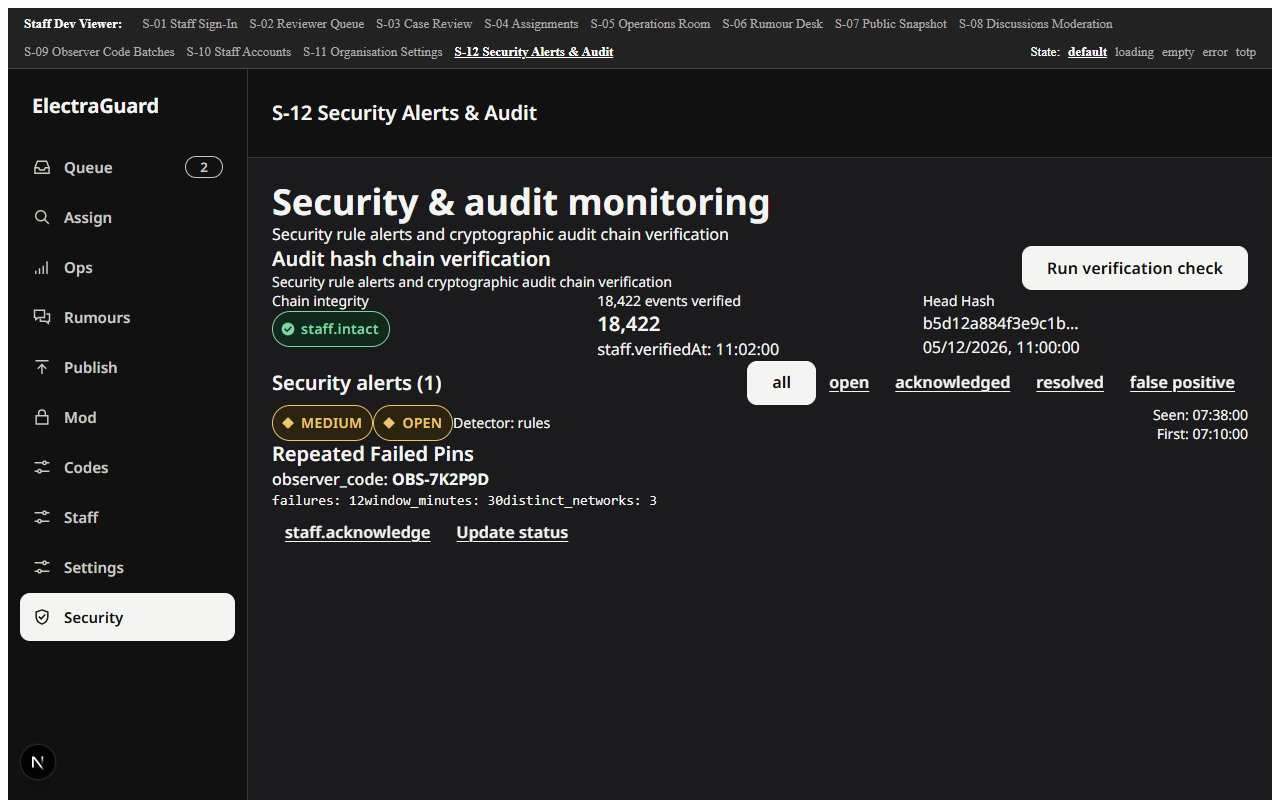 Staff Dev Viewer: S-01 Staff Sign-In S-02 Reviewer Queue S-03 Case Review S-04 Assignments S-05 Operations Room S-06 Rumour Desk S-07 Public Snapshot S-08 Discussions Moderation
S-09 Observer Code Batches S-10 Staff Accounts S-11 Organisation Settings S-12 Security Alerts & Audit State: default loading empty error totp
ElectraGuard
Queue 2
Assign
Ops
Rumours
Publish
Mod
Codes
Staff
Settings
Security
N
S-12 Security Alerts & Audit
Security & audit monitoring
Security rule alerts and cryptographic audit chain verification
Audit hash chain verification
Security rule alerts and cryptographic audit chain verification
Run verification check
Chain integrity
staff.intact
18,422 events verified
18,422
staff.verifiedAt: 11:02:00
Head Hash
b5d12a884f3e9c1b...
05/12/2026, 11:00:00
Security alerts (1)
all open acknowledged resolved false positive
MEDIUM OPEN Detector: rules
Seen: 07:38:00
First: 07:10:00
Repeated Failed Pins
observer_code: OBS-7K2P9D
failures: 12window_minutes: 30distinct_networks: 3
staff.acknowledge Update status